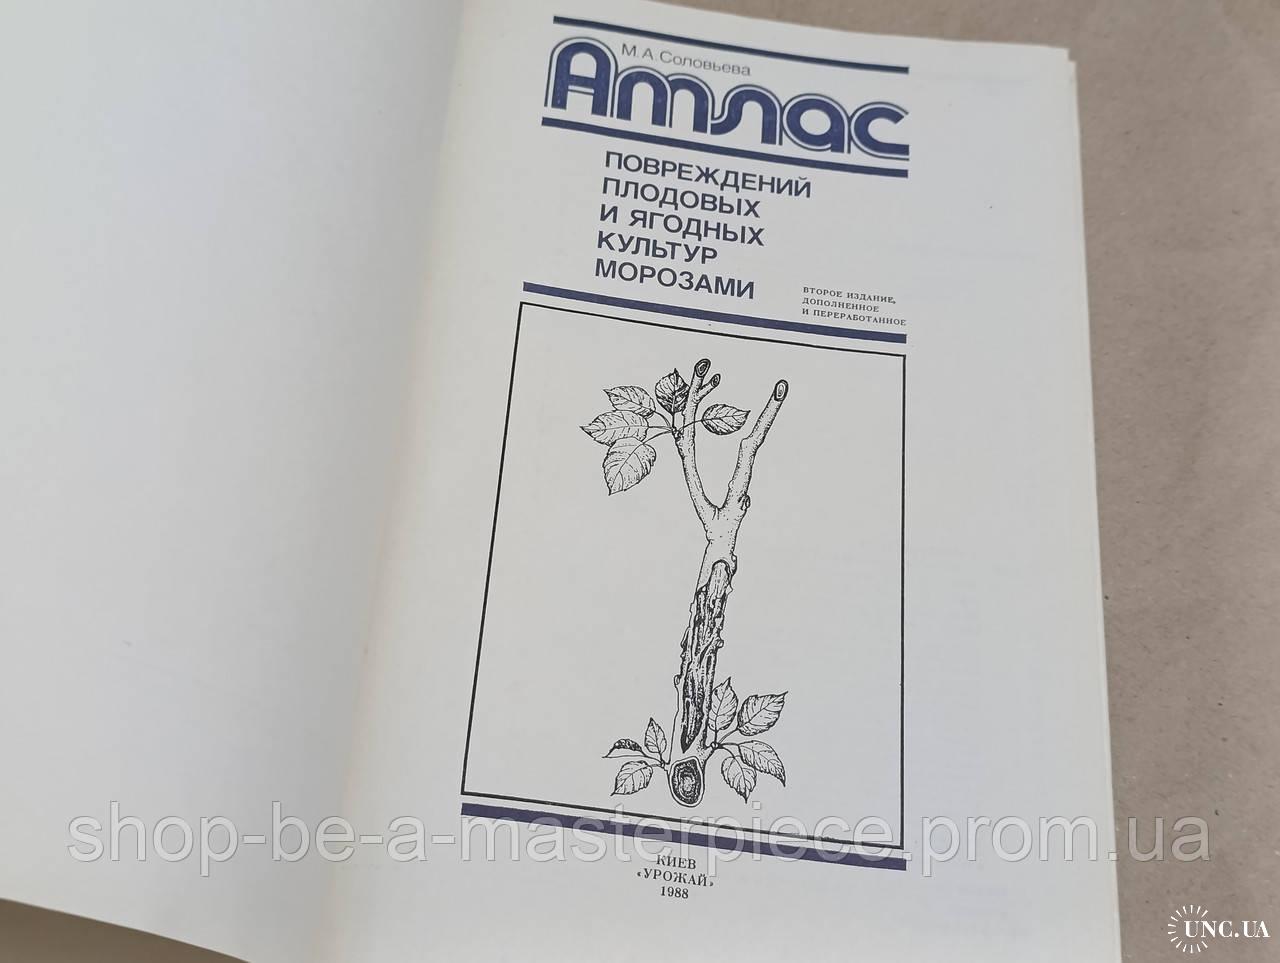 М. А. Соловьева
Атлас
ПОВРЕЖДЕНИЙ
ПЛОДОВЫХ
И ЯГОДНЫХ
КУЛЬТУР
МОРОЗАМИ
ВТОРОЕ ИЗДАНИЕ,
ДОПОЛНЕННОЕ
И ПЕРЕРАБОТАННОЕ
shop-be-a-masterpiece.prom.ua
КИЕВ
«УРОЖАЙ»
1988
UNC.UA